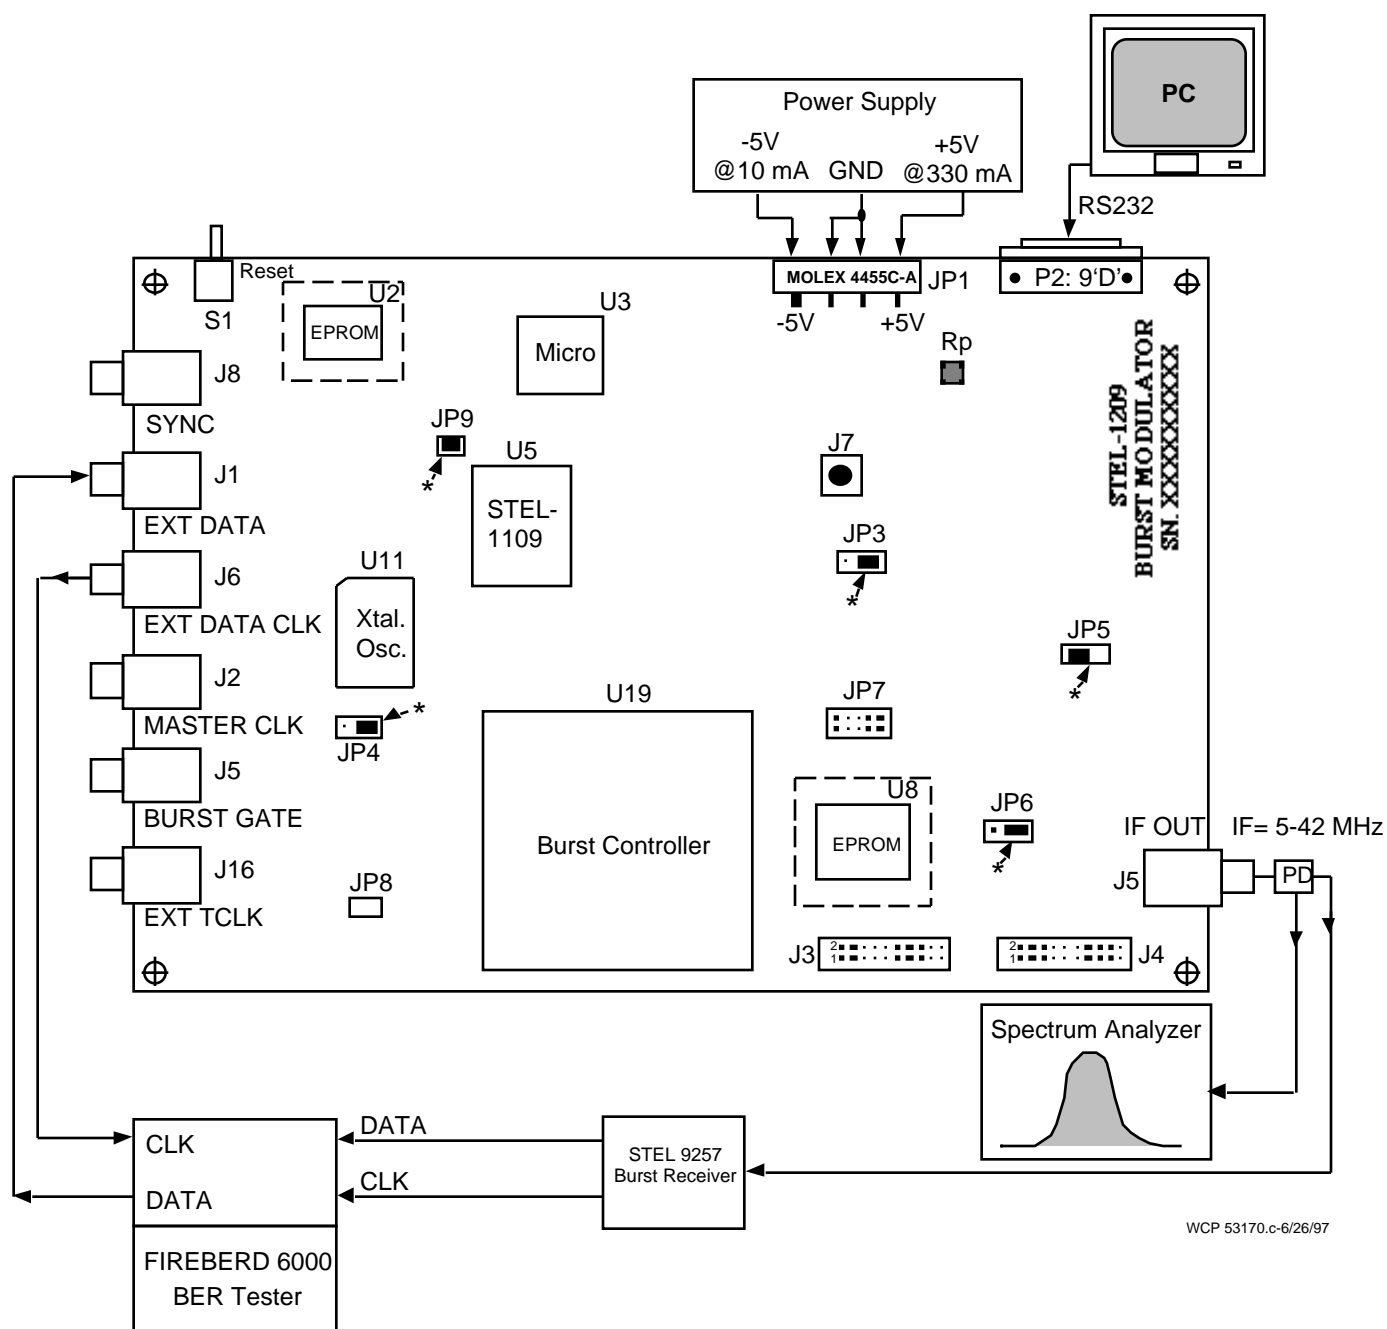 PC
Power Supply
-5V
@10 mA
GND
+5V
@330 mA
RS232
Reset
S1
U2
EPROM
U3
Micro
MOLEX 4455C-A
JP1
-5V
+5V
P2: 9‘D’
Rp
STEL-1209
BURST MODULATOR
SN. XXXXXXXXXX
J8
SYNC
JP9
*
J1
EXT DATA
U5
STEL-
1109
J7
JP3
*
J6
EXT DATA CLK
U11
Xtal.
Osc.
JP5
*
J2
MASTER CLK
*
JP4
U19
Burst Controller
JP7
J5
BURST GATE
U8
EPROM
JP6
*
IF OUT
IF= 5-42 MHz
J5
PD
J16
EXT TCLK
JP8
J3
2
1
2
1
J4
Spectrum Analyzer
CLK
DATA
DATA
CLK
STEL 9257
Burst Receiver
FIREBERD 6000
BER Tester
WCP 53170.c-6/26/97